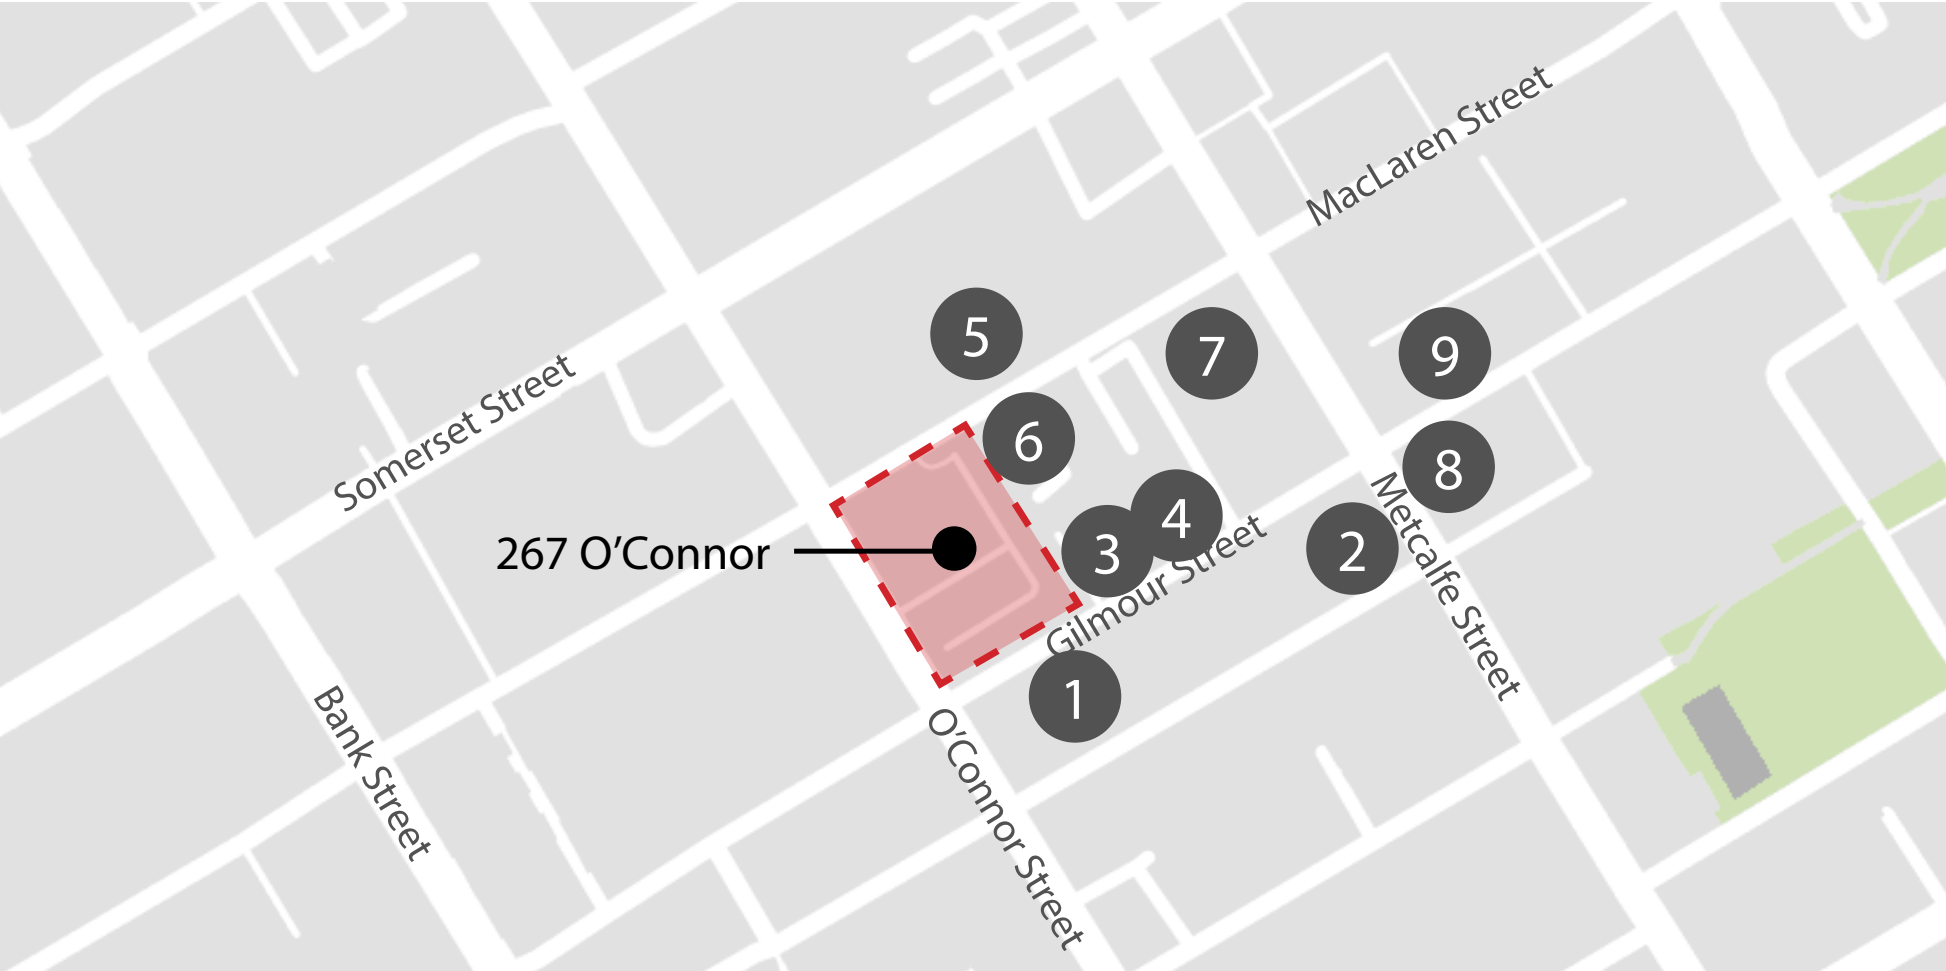 MacLaren Street
5
7
9
6
Somerset Street
8
4
3
2
267 O’Connor
Gilmour Street
Metcalfe Street
1
Bank Street
O’Connor Street